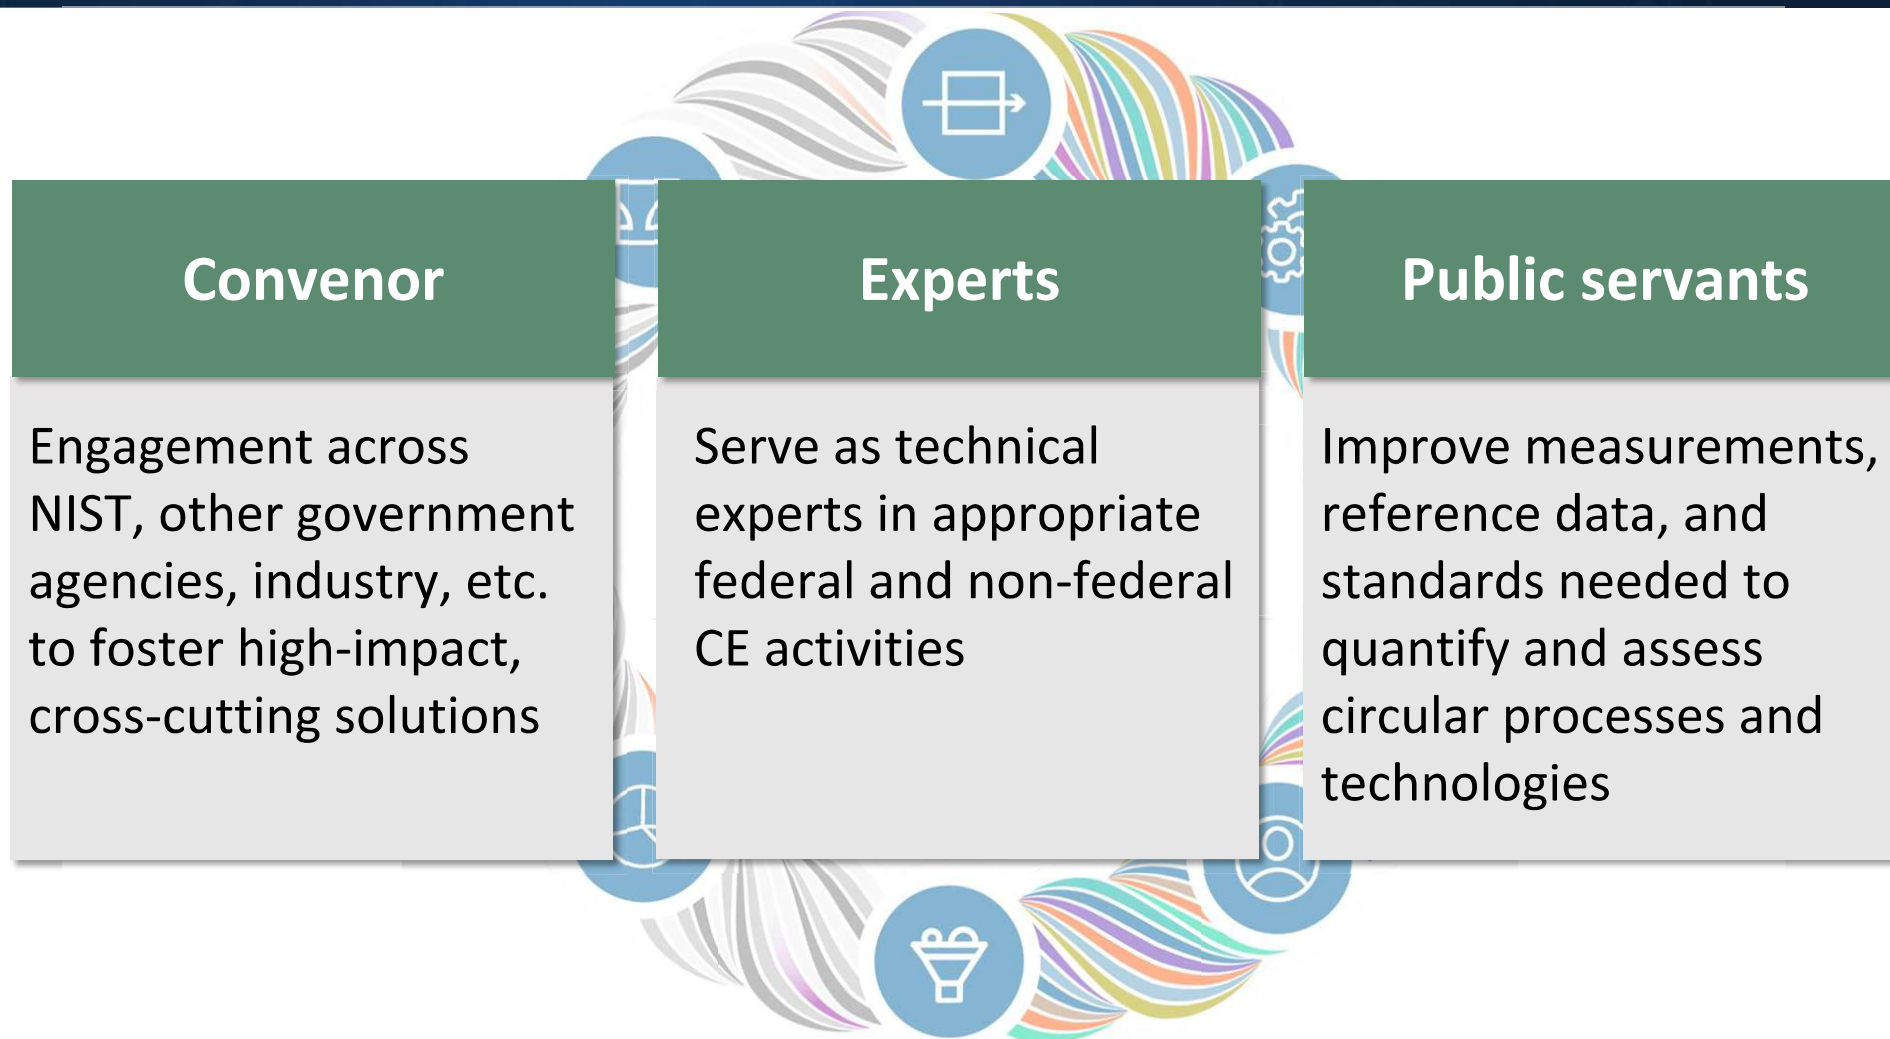 Convenor
Engagement across
NIST, other government
agencies, industry, etc.
to foster high-impact,
cross-cutting solutions
Experts
Serve as technical
experts in appropriate
federal and non-federal
CE activities
Public servants
Improve measurements,
reference data, and
standards needed to
quantify and assess
circular processes and
technologies